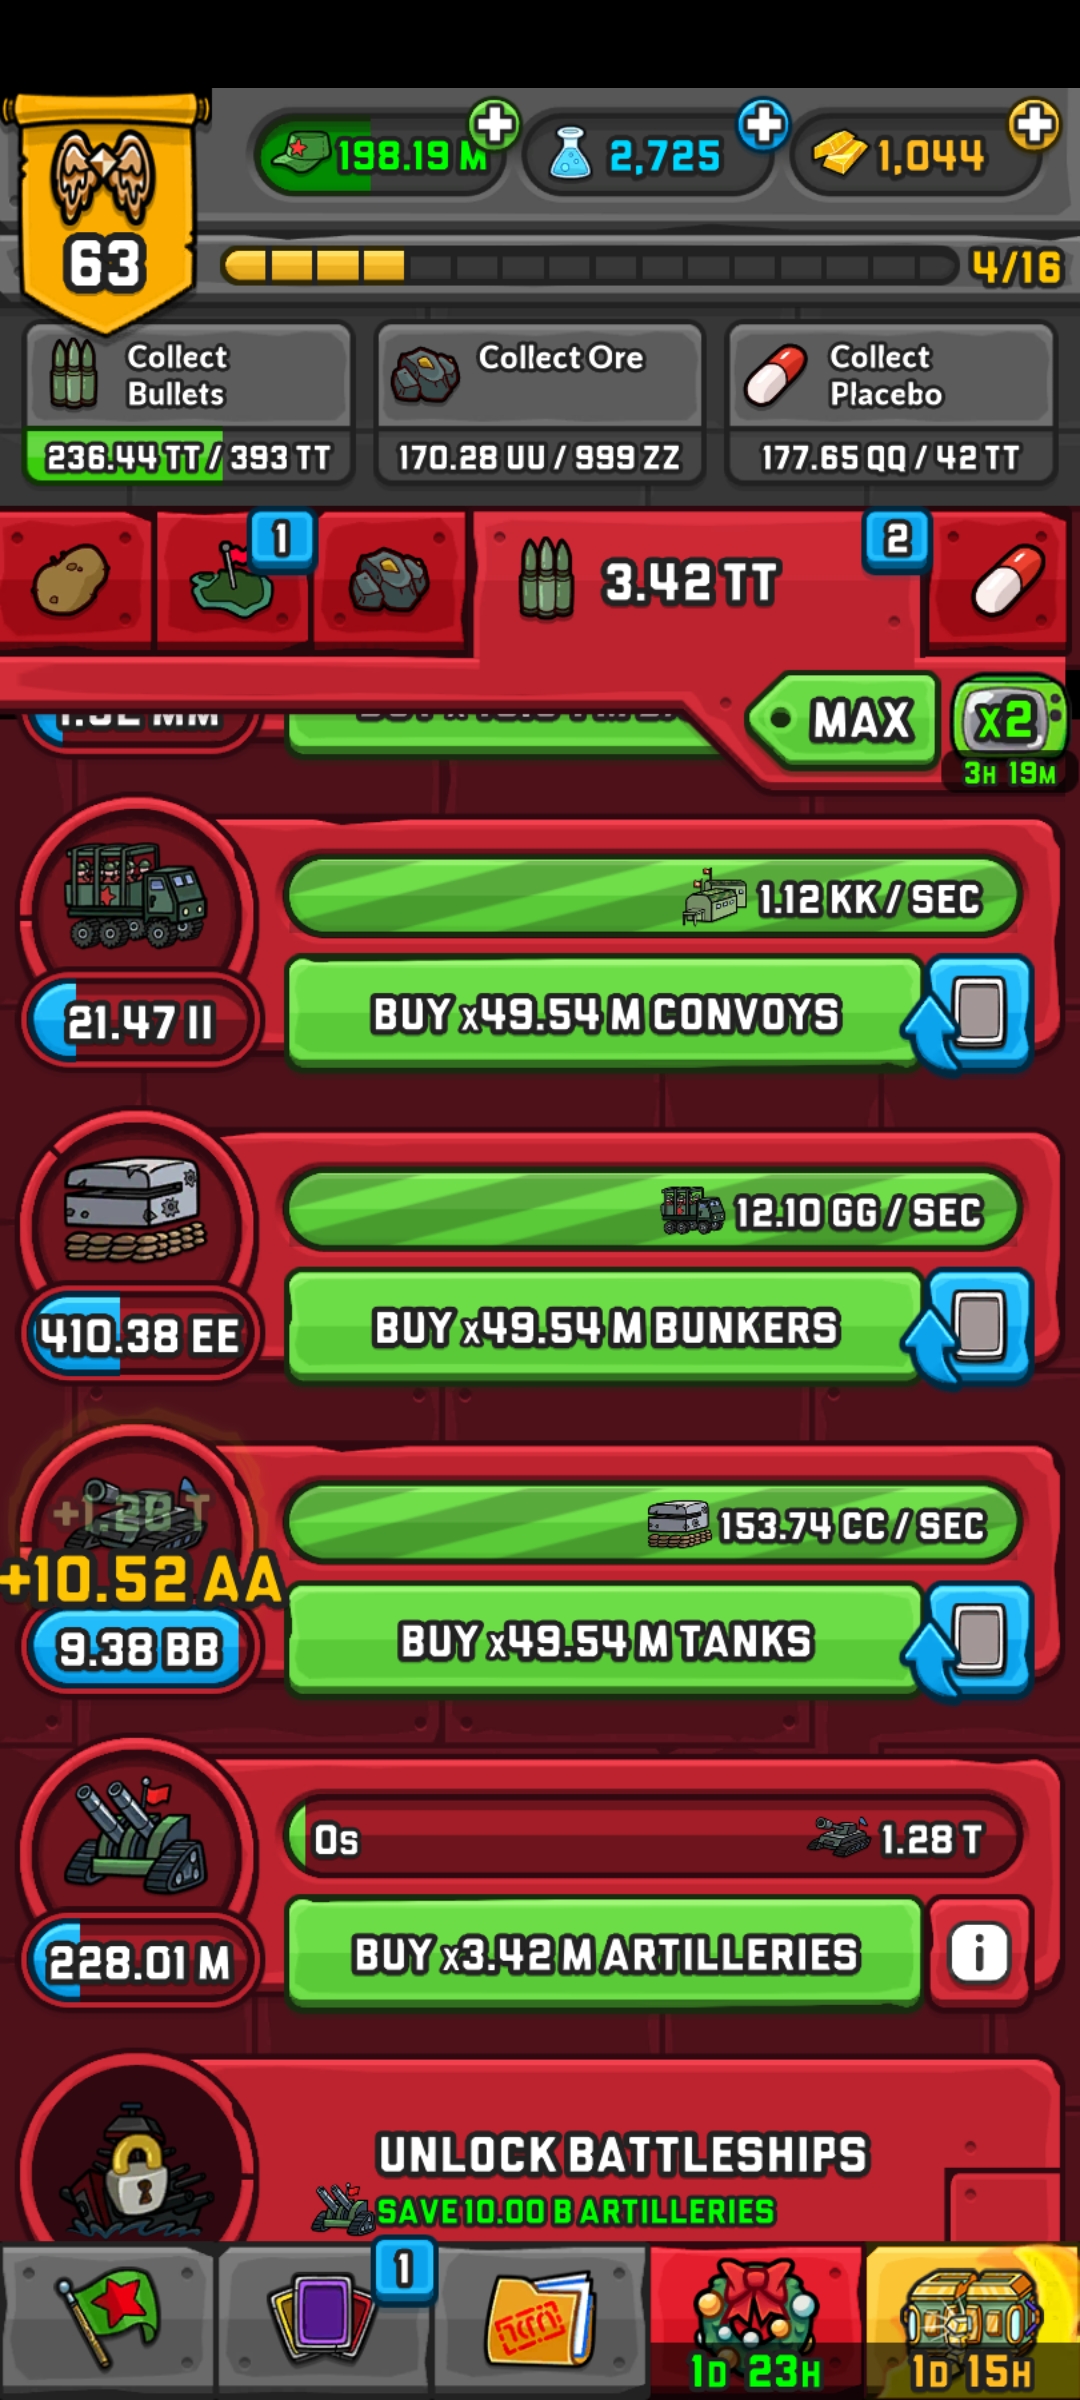 198.19 M
2,725
1,044
63
4/16
Collect
Bullets
236.44 TT / 393 TT
Collect Ore
170.28 UU / 999 ZZ
Collect
Placebo
177.65 QQ / 42 TT
1
3.42 TT
2
MAX
x2
3H 19M
1.12 KK / SEC
21.47 II
BUY x49.54 M CONVOYS
12.10 GG / SEC
410.38 EE
BUY x49.54 M BUNKERS
+1.28 T
153.74 CC / SEC
+10.52 AA
9.38 BB
BUY x49.54 M TANKS
0s
1.28 T
228.01 M
BUY x3.42 M ARTILLERIES
i
UNLOCK BATTLESHIPS
SAVE 10.00 B ARTILLERIES
1
1D 23H
1D 15H